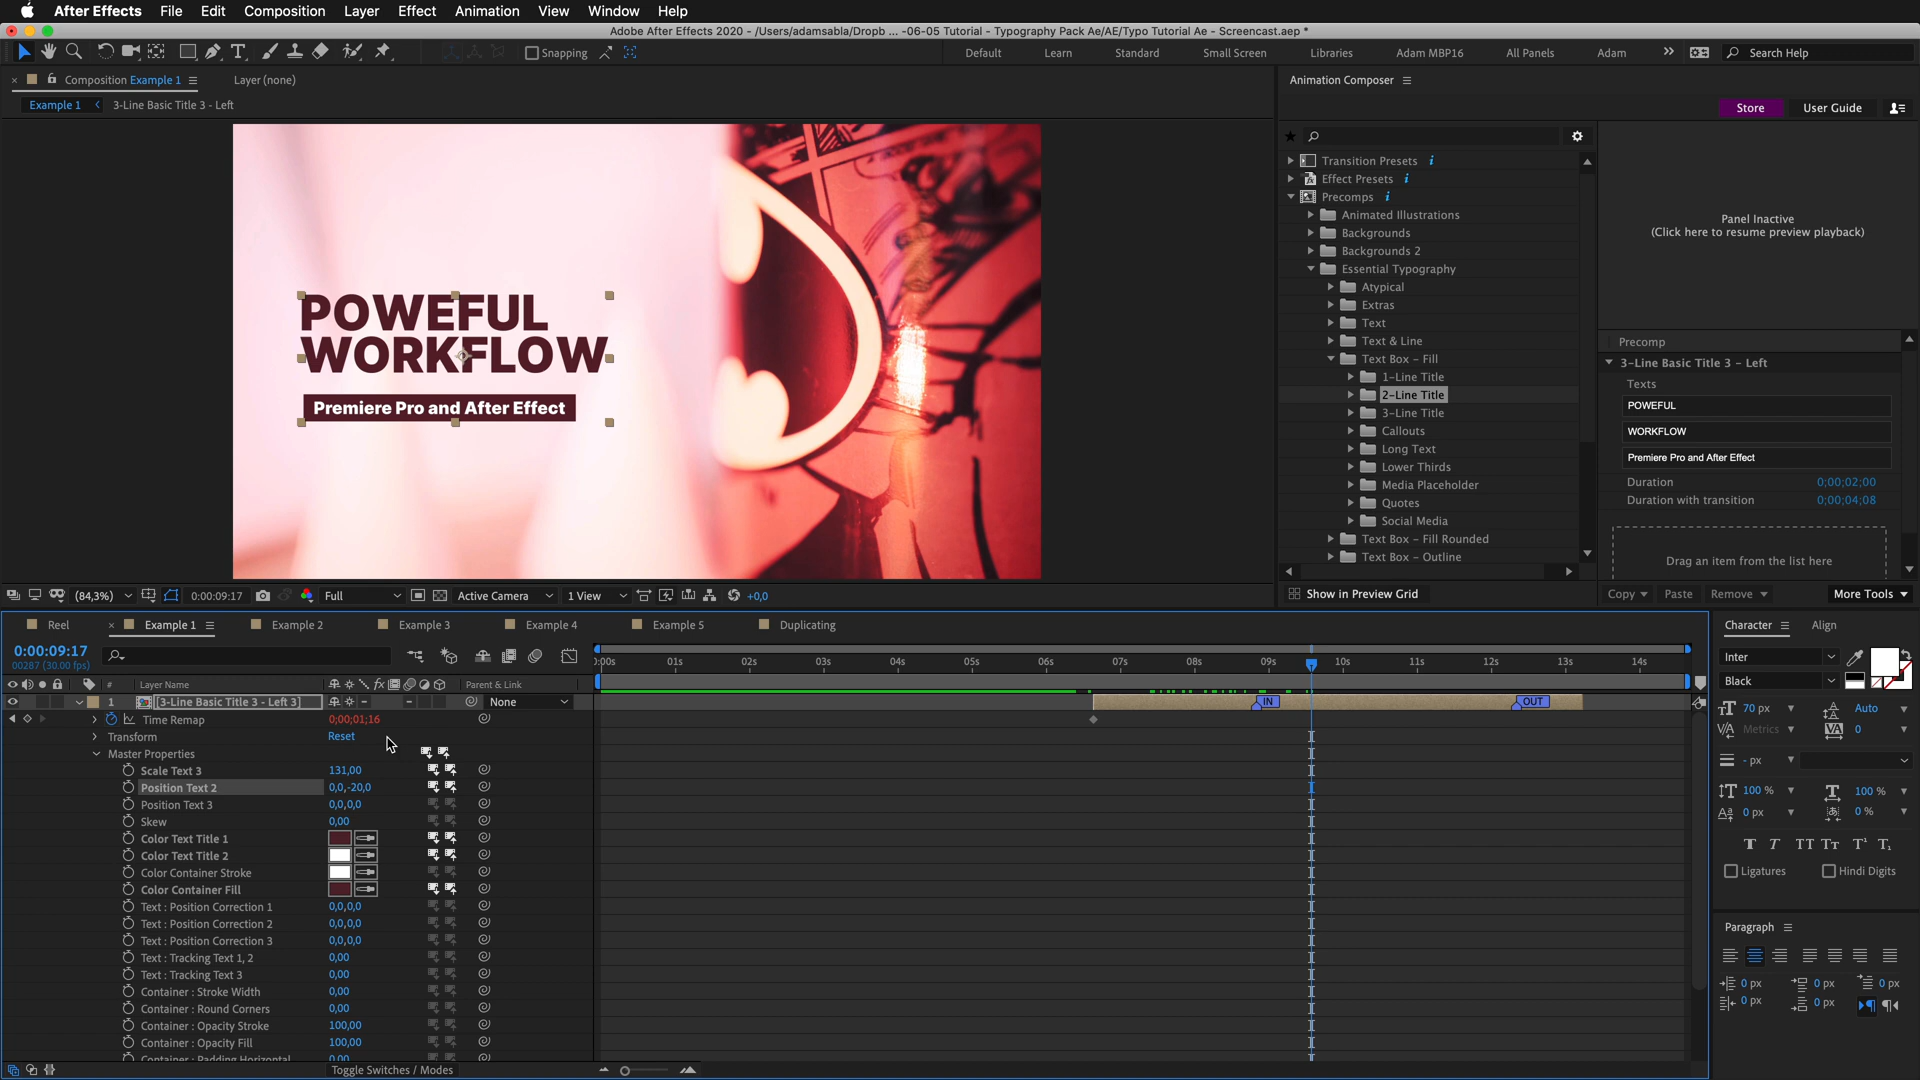 After Effects File Edit Composition Layer Effect Animation View Window Help
Adobe After Effects 2020 - /Users/adamsabla/Dropb ... -06-05 Tutorial - Typography Pack Ae/AE/Typo Tutorial Ae - Screencast.aep *
Snapping Default Learn Standard Small Screen Libraries Adam MBP16 All Panels Adam Search Help
Composition Example 1 Layer (none)
Example 1 3-Line Basic Title 3 - Left
POWEFUL
WORKFLOW
Premiere Pro and After Effect
(84,3%) 0:00:09:17 Full Active Camera 1 View +0,0
Animation Composer
Store User Guide
Transition Presets
Effect Presets
Precomps
Animated Illustrations
Backgrounds
Backgrounds 2
Essential Typography
Atypical
Extras
Text
Text & Line
Text Box – Fill
1-Line Title
2-Line Title
3-Line Title
Callouts
Long Text
Lower Thirds
Media Placeholder
Quotes
Social Media
Text Box – Fill Rounded
Text Box – Outline
Show in Preview Grid
Panel Inactive
(Click here to resume preview playback)
Precomp
3-Line Basic Title 3 - Left
Texts
POWEFUL
WORKFLOW
Premiere Pro and After Effect
Duration 0;00;02;00
Duration with transition 0;00;04;08
Drag an item from the list here
Copy Paste Remove More Tools
Reel Example 1 Example 2 Example 3 Example 4 Example 5 Duplicating
0:00:09:17
00287 (30.00 fps)
0:00s 01s 02s 03s 04s 05s 06s 07s 08s 09s 10s 11s 12s 13s 14s
# Layer Name Parent & Link
1 [3-Line Basic Title 3 - Left 3] None IN OUT
Time Remap 0;00;01;16
Transform Reset
Master Properties
Scale Text 3 131,00
Position Text 2 0,0,-20,0
Position Text 3 0,0,0,0
Skew 0,00
Color Text Title 1
Color Text Title 2
Color Container Stroke
Color Container Fill
Text : Position Correction 1 0,0,0,0
Text : Position Correction 2 0,0,0,0
Text : Position Correction 3 0,0,0,0
Text : Tracking Text 1, 2 0,00
Text : Tracking Text 3 0,00
Container : Stroke Width 0,00
Container : Round Corners 0,00
Container : Opacity Stroke 100,00
Container : Opacity Fill 100,00
Container : Padding Horizontal 0,00
Toggle Switches / Modes
Character Align
Inter
Black
70 px Auto
Metrics 0
- px
100 % 100 %
0 px 0 %
Ligatures Hindi Digits
Paragraph
0 px 0 px 0 px
0 px 0 px